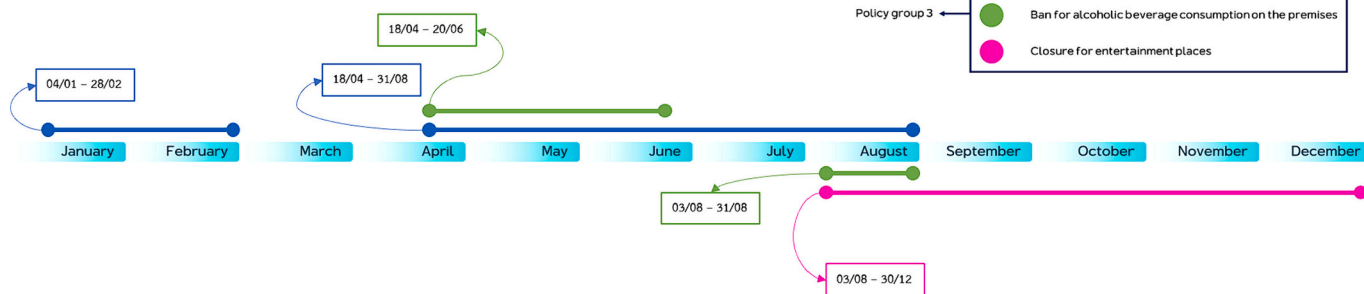 Policy group 3
Ban for alcoholic beverage consumption on the premises
Closure for entertainment places
18/04 – 20/06
04/01 – 28/02
18/04 – 31/08
January February March April May June July August September October November December
03/08 – 31/08
03/08 – 30/12